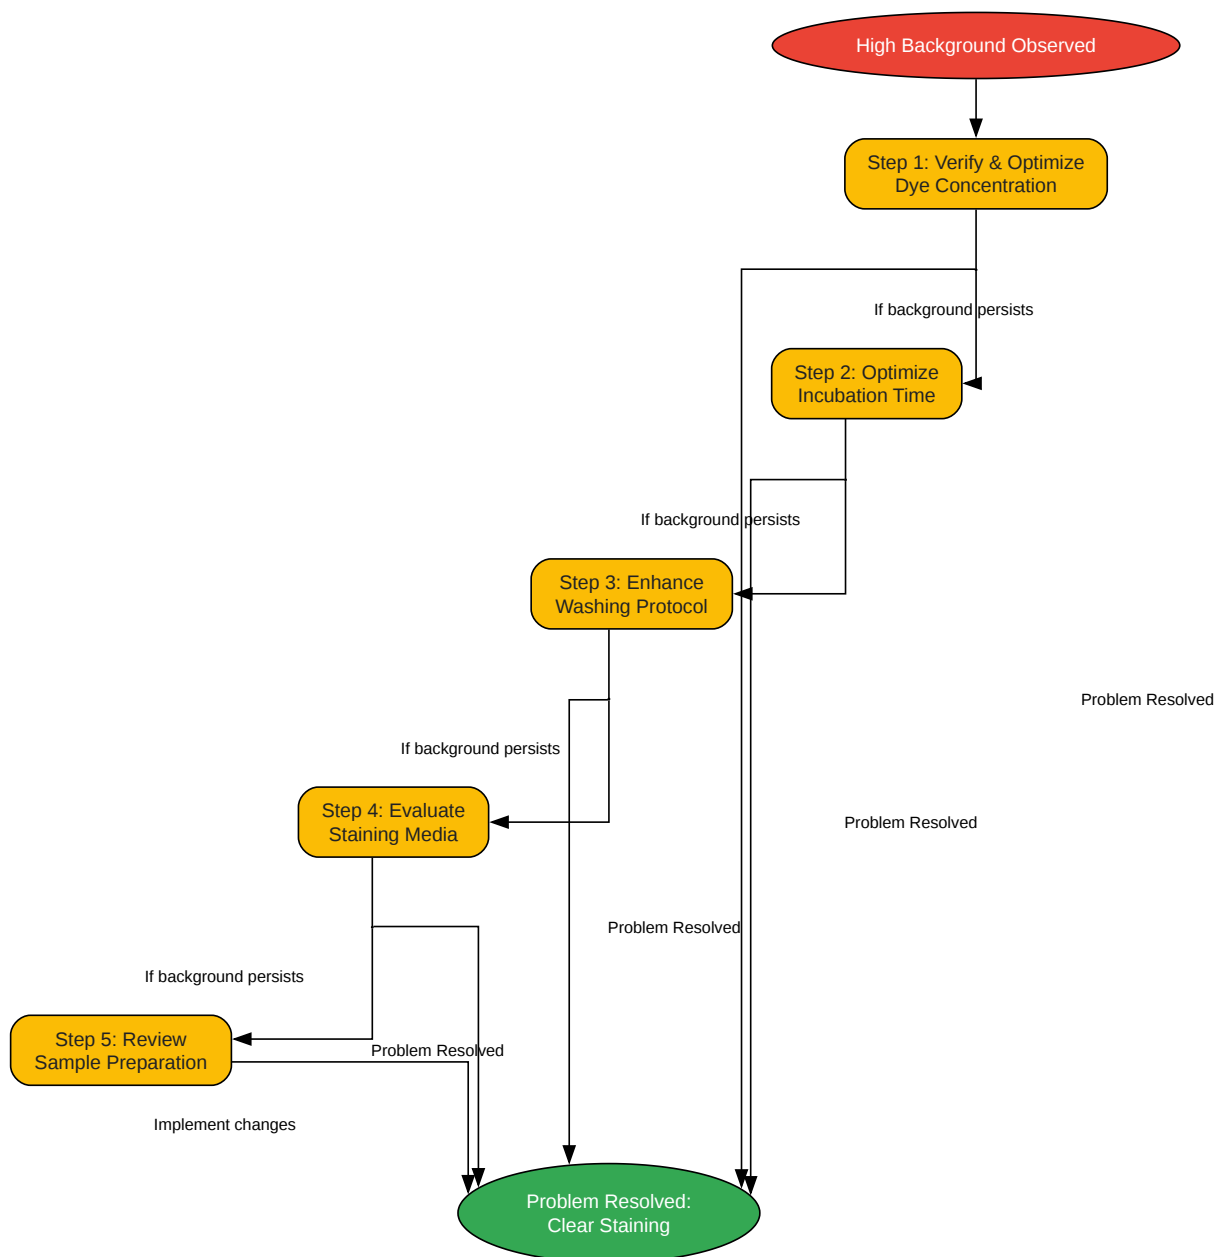 High Background Observed
Step 1: Verify & Optimize
Dye Concentration
If background persists
Step 2: Optimize
Incubation Time
If background persists
Step 3: Enhance
Washing Protocol
Problem Resolved
If background persists
Step 4: Evaluate
Staining Media
Problem Resolved
Problem Resolved
If background persists
Step 5: Review
Sample Preparation
Problem Resolved
Implement changes
Problem Resolved:
Clear Staining